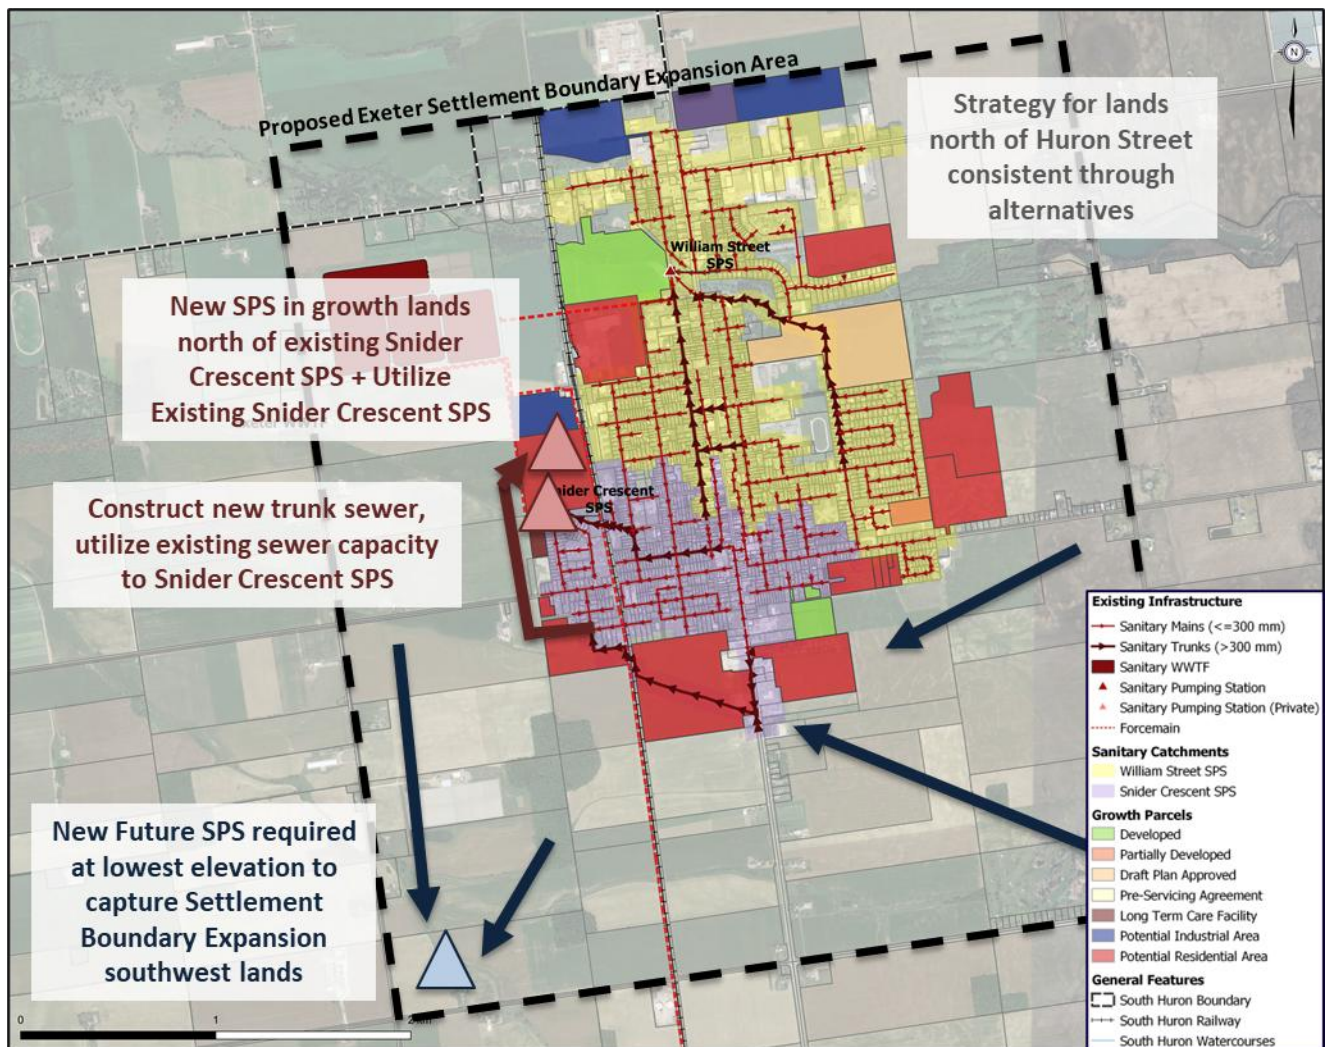 Proposed Exeter Settlement Boundary Expansion Area
N
Strategy for lands
north of Huron Street
consistent through
alternatives
William Street
SPS
New SPS in growth lands
north of existing Snider
Crescent SPS + Utilize
Existing Snider Crescent SPS
Construct new trunk sewer,
utilize existing sewer capacity
to Snider Crescent SPS
nider Crescent
SPS
New Future SPS required
at lowest elevation to
capture Settlement
Boundary Expansion
southwest lands
0 1 2
Existing Infrastructure
Sanitary Mains (<=300 mm)
Sanitary Trunks (>300 mm)
Sanitary WWTF
Sanitary Pumping Station
Sanitary Pumping Station (Private)
Forcemain
Sanitary Catchments
William Street SPS
Snider Crescent SPS
Growth Parcels
Developed
Partially Developed
Draft Plan Approved
Pre-Servicing Agreement
Long Term Care Facility
Potential Industrial Area
Potential Residential Area
General Features
South Huron Boundary
South Huron Railway
South Huron Watercourses